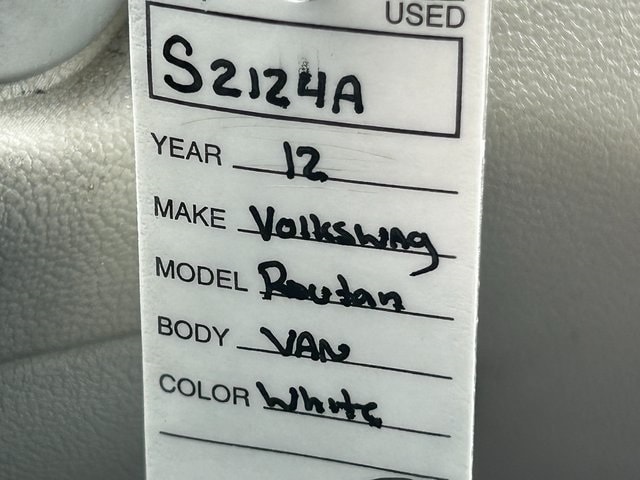 USED
S2124A
YEAR 12
MAKE Volkswag
MODEL Routan
BODY VAN
COLOR White